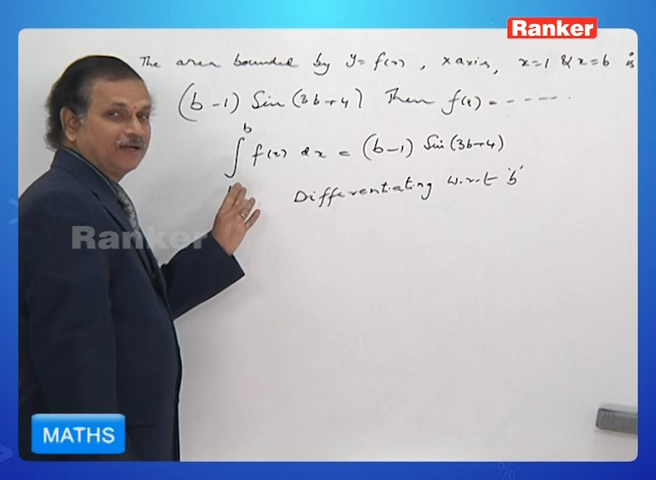 Ranker
The area bounded by y = f(x), x axis, x=1 & x=b is
(b-1) Sin(3b+4) Then f(x) = -----.
∫ b f(x) dx = (b-1) Sin(3b+4)
Differentiating w.r.t 'b'
Ranker
MATHS